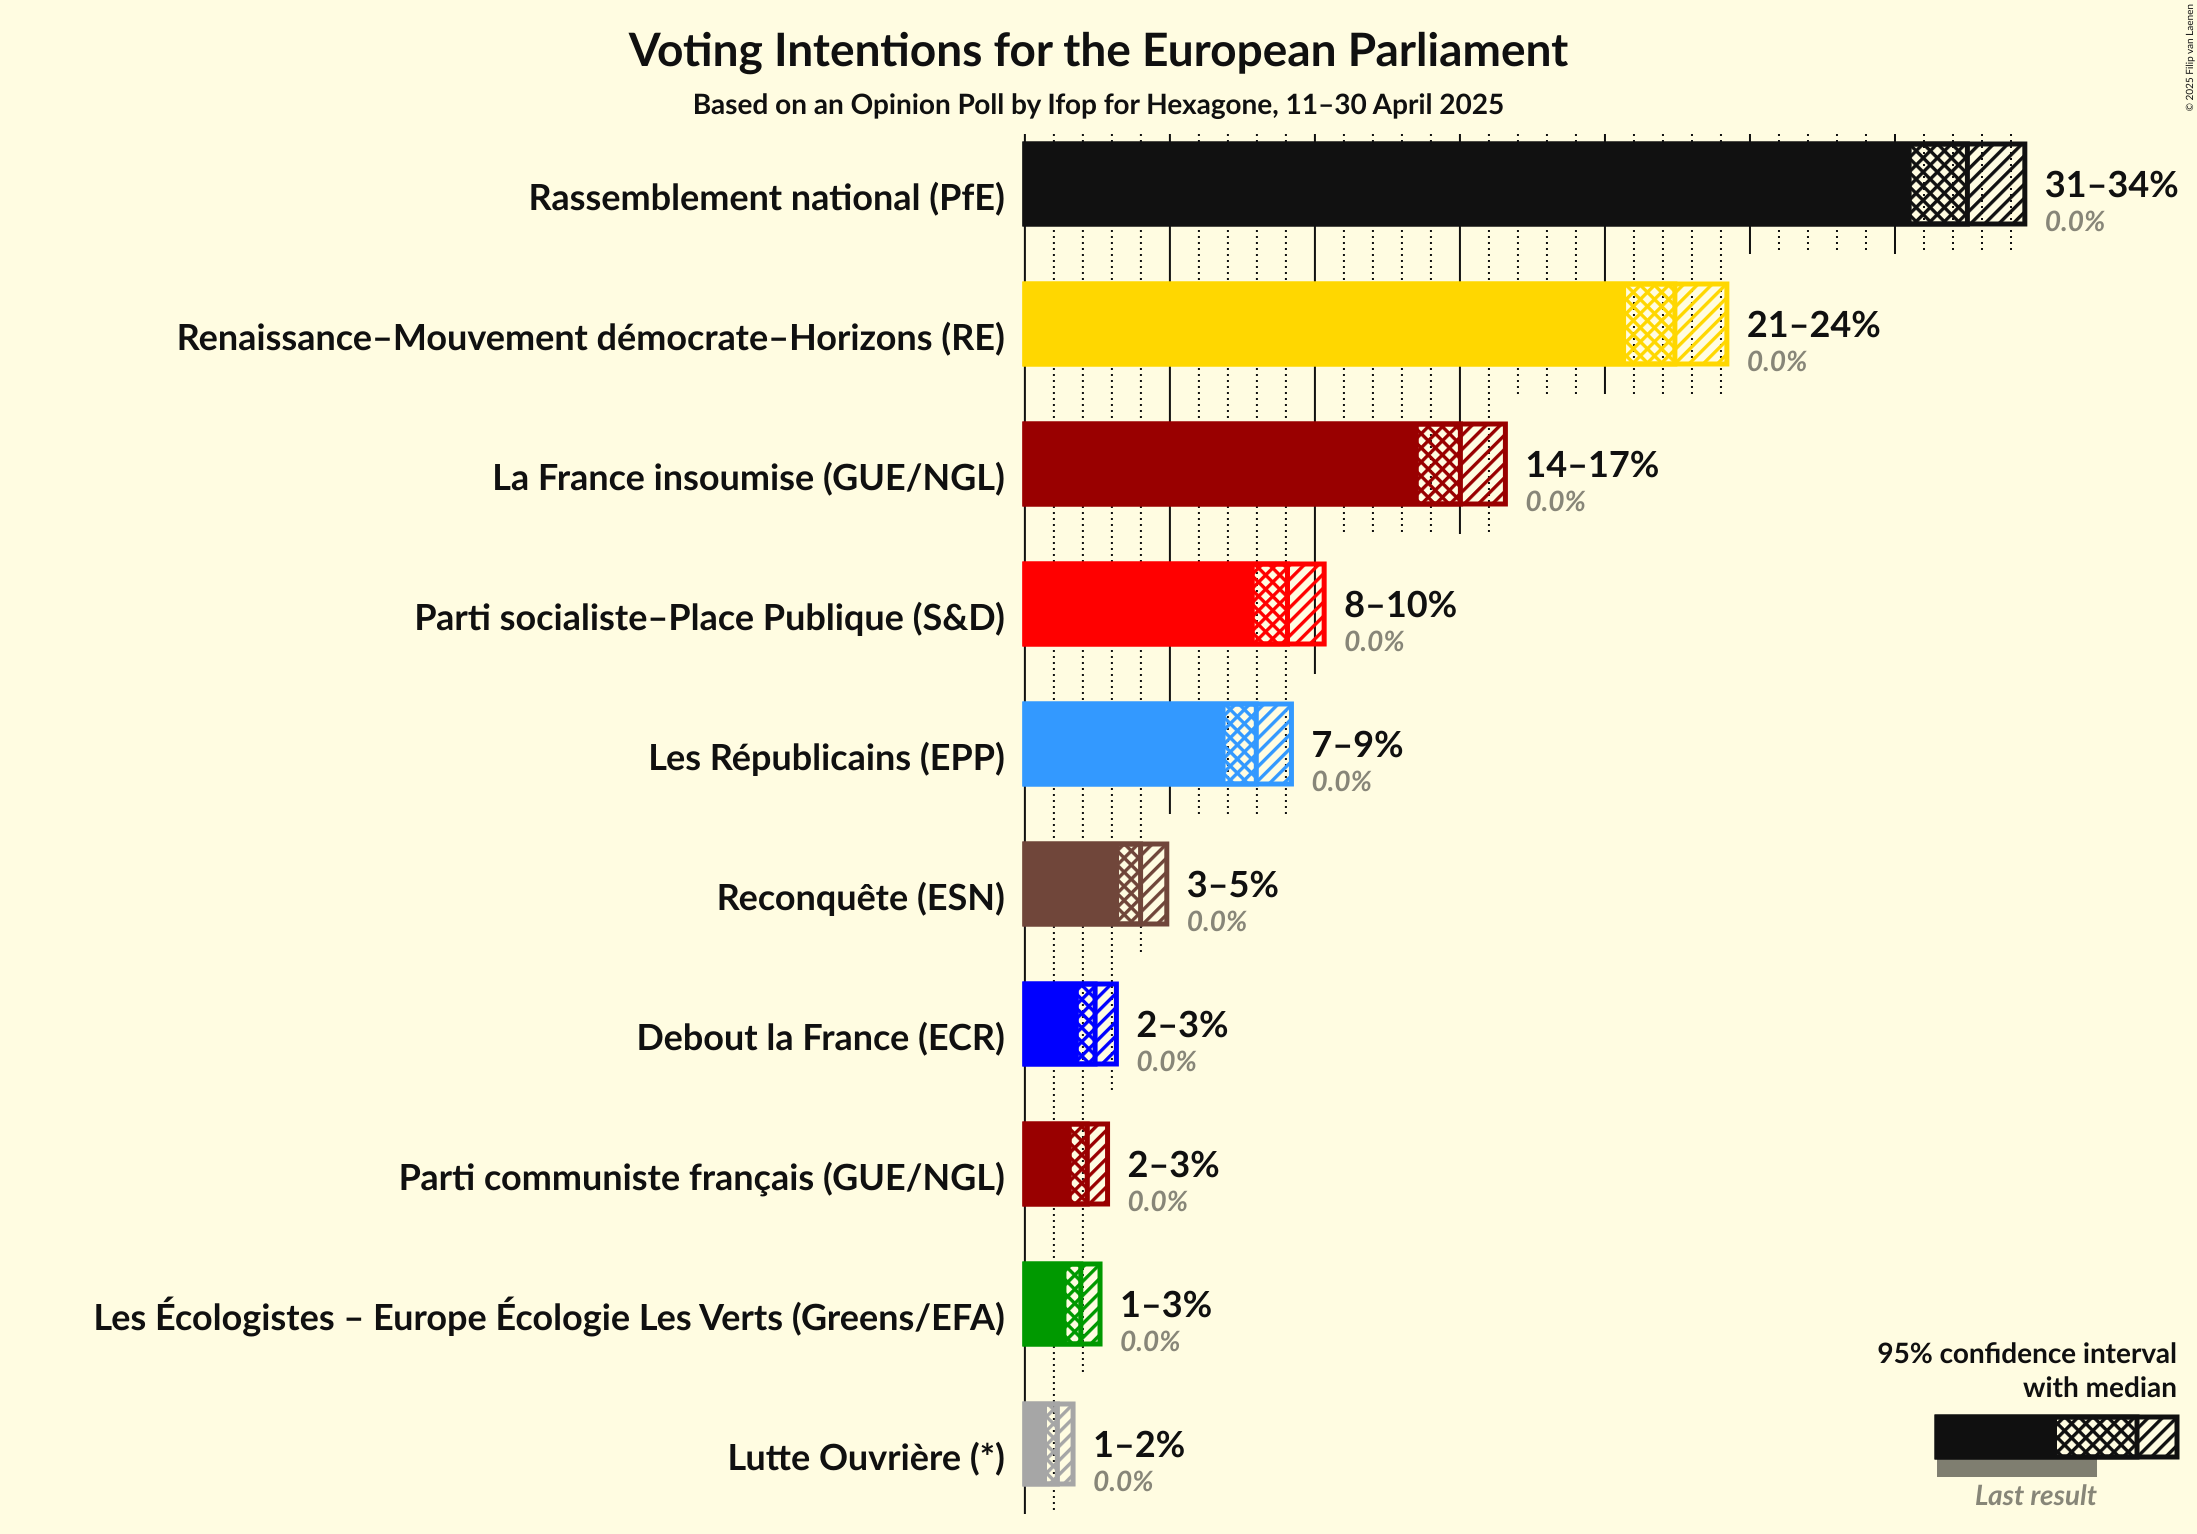 Voting Intentions for the European Parliament
Based on an Opinion Poll by Ifop for Hexagone, 11–30 April 2025
© 2025 Filip van Laenen
Rassemblement national (PfE)
31–34%
0.0%
Renaissance–Mouvement démocrate–Horizons (RE)
21–24%
0.0%
La France insoumise (GUE/NGL)
14–17%
0.0%
Parti socialiste–Place Publique (S&D)
8–10%
0.0%
Les Républicains (EPP)
7–9%
0.0%
Reconquête (ESN)
3–5%
0.0%
Debout la France (ECR)
2–3%
0.0%
Parti communiste français (GUE/NGL)
2–3%
0.0%
Les Écologistes – Europe Écologie Les Verts (Greens/EFA)
1–3%
0.0%
Lutte Ouvrière (*)
1–2%
0.0%
95% confidence interval
with median
Last result